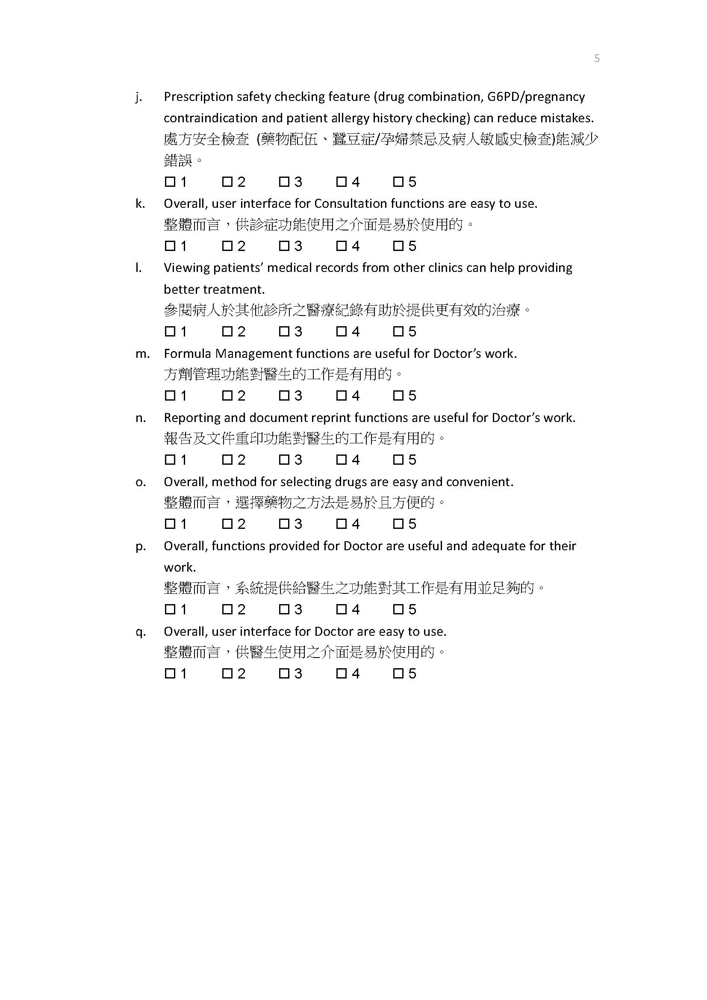 5
j. Prescription safety checking feature (drug combination, G6PD/pregnancy
contraindication and patient allergy history checking) can reduce mistakes.
處方安全檢查 (藥物配伍、蠶豆症/孕婦禁忌及病人敏感史檢查)能減少
錯誤。
☐ 1 ☐ 2 ☐ 3 ☐ 4 ☐ 5
k. Overall, user interface for Consultation functions are easy to use.
整體而言，供診症功能使用之介面是易於使用的。
☐ 1 ☐ 2 ☐ 3 ☐ 4 ☐ 5
l. Viewing patients’ medical records from other clinics can help providing
better treatment.
參閱病人於其他診所之醫療紀錄有助於提供更有效的治療。
☐ 1 ☐ 2 ☐ 3 ☐ 4 ☐ 5
m. Formula Management functions are useful for Doctor’s work.
方劑管理功能對醫生的工作是有用的。
☐ 1 ☐ 2 ☐ 3 ☐ 4 ☐ 5
n. Reporting and document reprint functions are useful for Doctor’s work.
報告及文件重印功能對醫生的工作是有用的。
☐ 1 ☐ 2 ☐ 3 ☐ 4 ☐ 5
o. Overall, method for selecting drugs are easy and convenient.
整體而言，選擇藥物之方法是易於且方便的。
☐ 1 ☐ 2 ☐ 3 ☐ 4 ☐ 5
p. Overall, functions provided for Doctor are useful and adequate for their
work.
整體而言，系統提供給醫生之功能對其工作是有用並足夠的。
☐ 1 ☐ 2 ☐ 3 ☐ 4 ☐ 5
q. Overall, user interface for Doctor are easy to use.
整體而言，供醫生使用之介面是易於使用的。
☐ 1 ☐ 2 ☐ 3 ☐ 4 ☐ 5